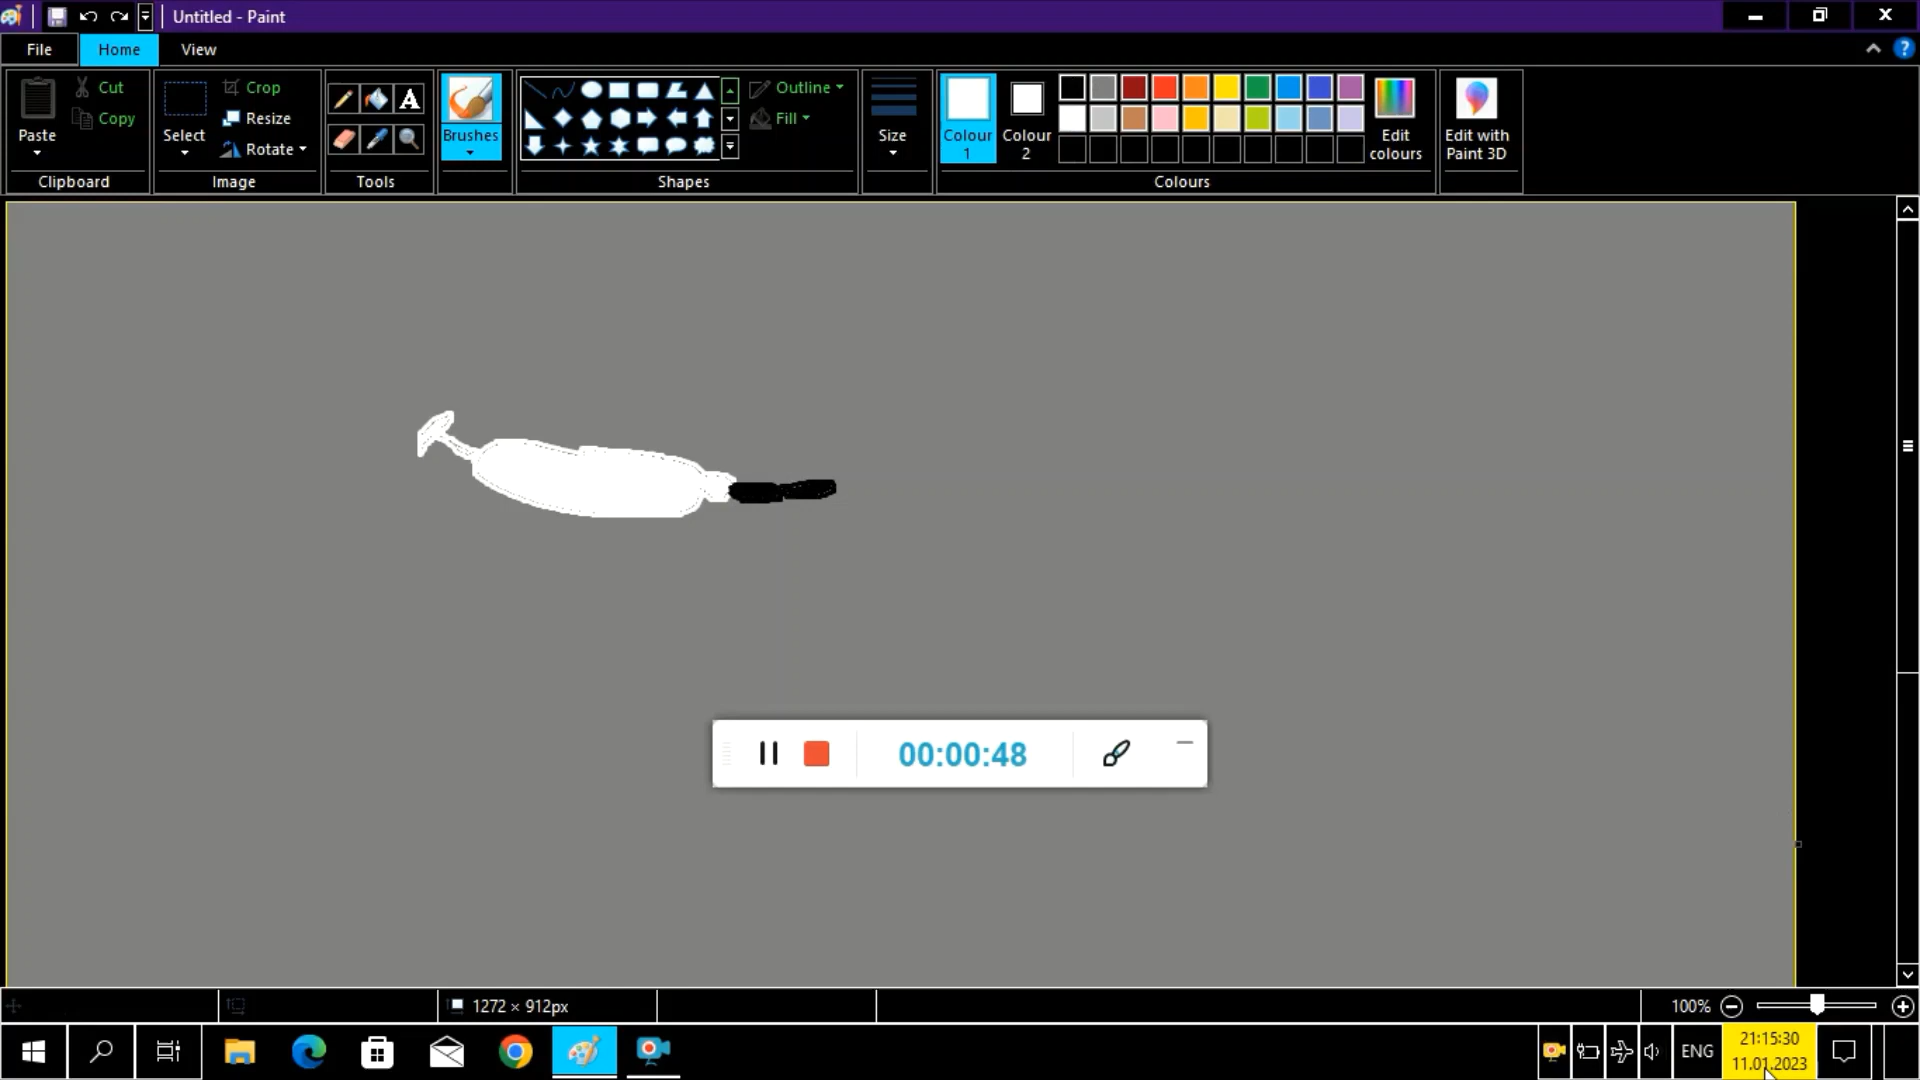 Untitled - Paint
File Home View
Paste
Cut
Copy
Clipboard
Select
Crop
Resize
Rotate
Image
A
Tools
Brushes
Outline
Fill
Shapes
Size
Colour
1
Colour
2
Edit
colours
Colours
Edit with
Paint 3D
00:00:48
1272 × 912px
100%
ENG
21:15:30
11.01.2023